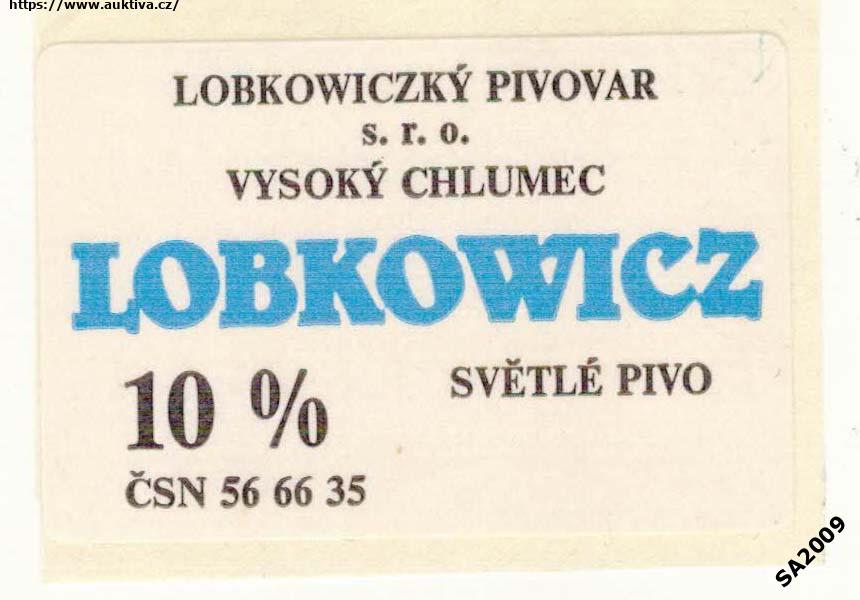 https://www.auktiva.cz/
LOBKOWICZKÝ PIVOVAR
s. r. o.
VYSOKÝ CHLUMEC
LOBKOWICZ
10 %
SVĚTLÉ PIVO
ČSN 56 66 35
SA2009